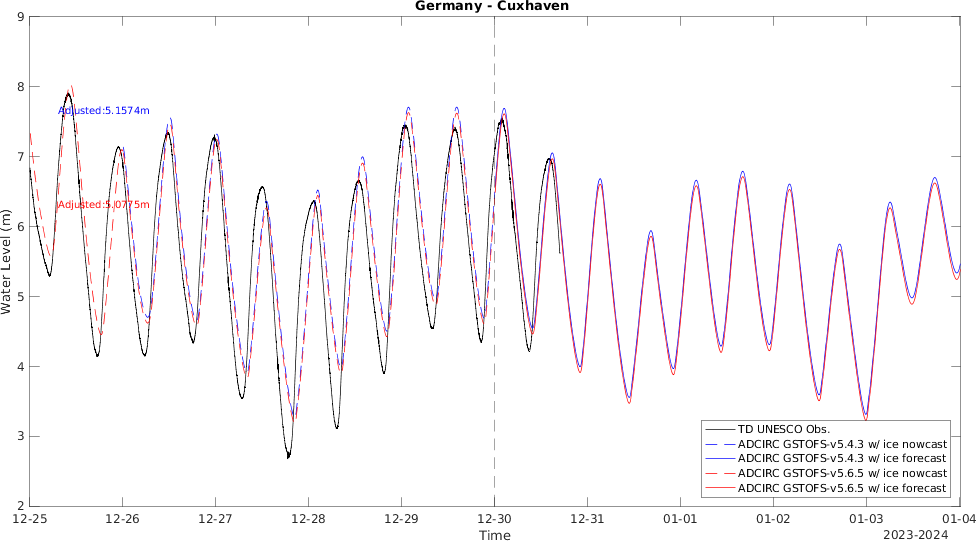 Germany - Cuxhaven
9
8
7
6
5
4
3
2
Water Level (m)
Adjusted:5.1574m
Adjusted:5.0775m
TD UNESCO Obs.
ADCIRC GSTOFS-v5.4.3 w/ ice nowcast
ADCIRC GSTOFS-v5.4.3 w/ ice forecast
ADCIRC GSTOFS-v5.6.5 w/ ice nowcast
ADCIRC GSTOFS-v5.6.5 w/ ice forecast
12-25 12-26 12-27 12-28 12-29 12-30 12-31 01-01 01-02 01-03 01-04
Time
2023-2024